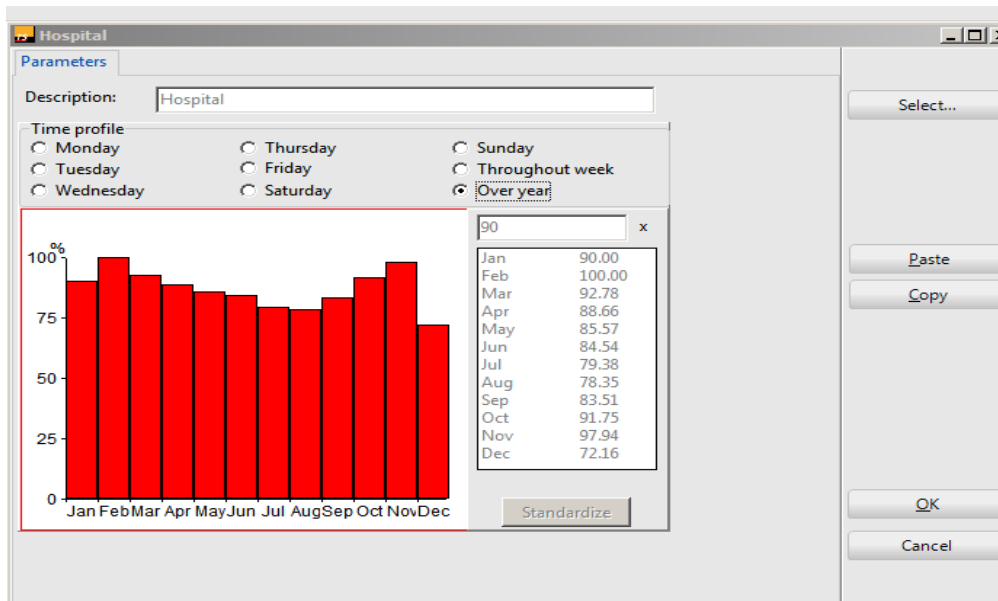 TS Hospital
Parameters
Description: Hospital
Select...
Time profile
Monday Thursday Sunday
Tuesday Friday Throughout week
Wednesday Saturday Over year
90 x
%
100
75
50
25
0
Jan Feb Mar Apr May Jun Jul Aug Sep Oct Nov Dec
Jan 90.00
Feb 100.00
Mar 92.78
Apr 88.66
May 85.57
Jun 84.54
Jul 79.38
Aug 78.35
Sep 83.51
Oct 91.75
Nov 97.94
Dec 72.16
Standardize
Paste
Copy
OK
Cancel